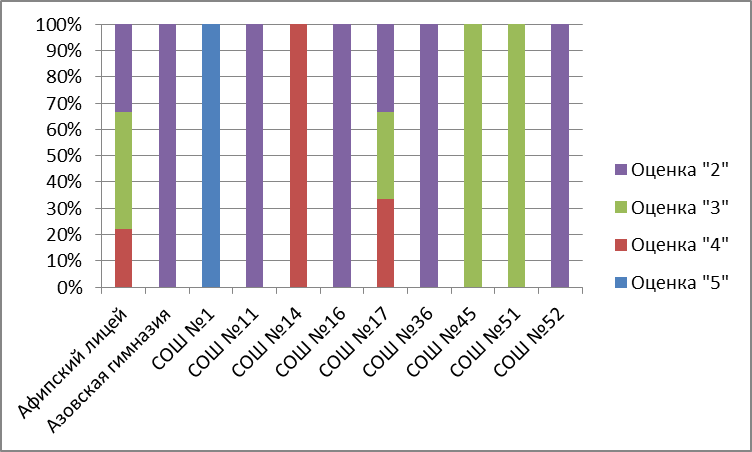 100%
90%
80%
70%
60%
50%
40%
30%
20%
10%
0%
Афипский лицей
Азовская гимназия
СОШ №1
СОШ №11
СОШ №14
СОШ №16
СОШ №17
СОШ №36
СОШ №45
СОШ №51
СОШ №52
Оценка "2"
Оценка "3"
Оценка "4"
Оценка "5"